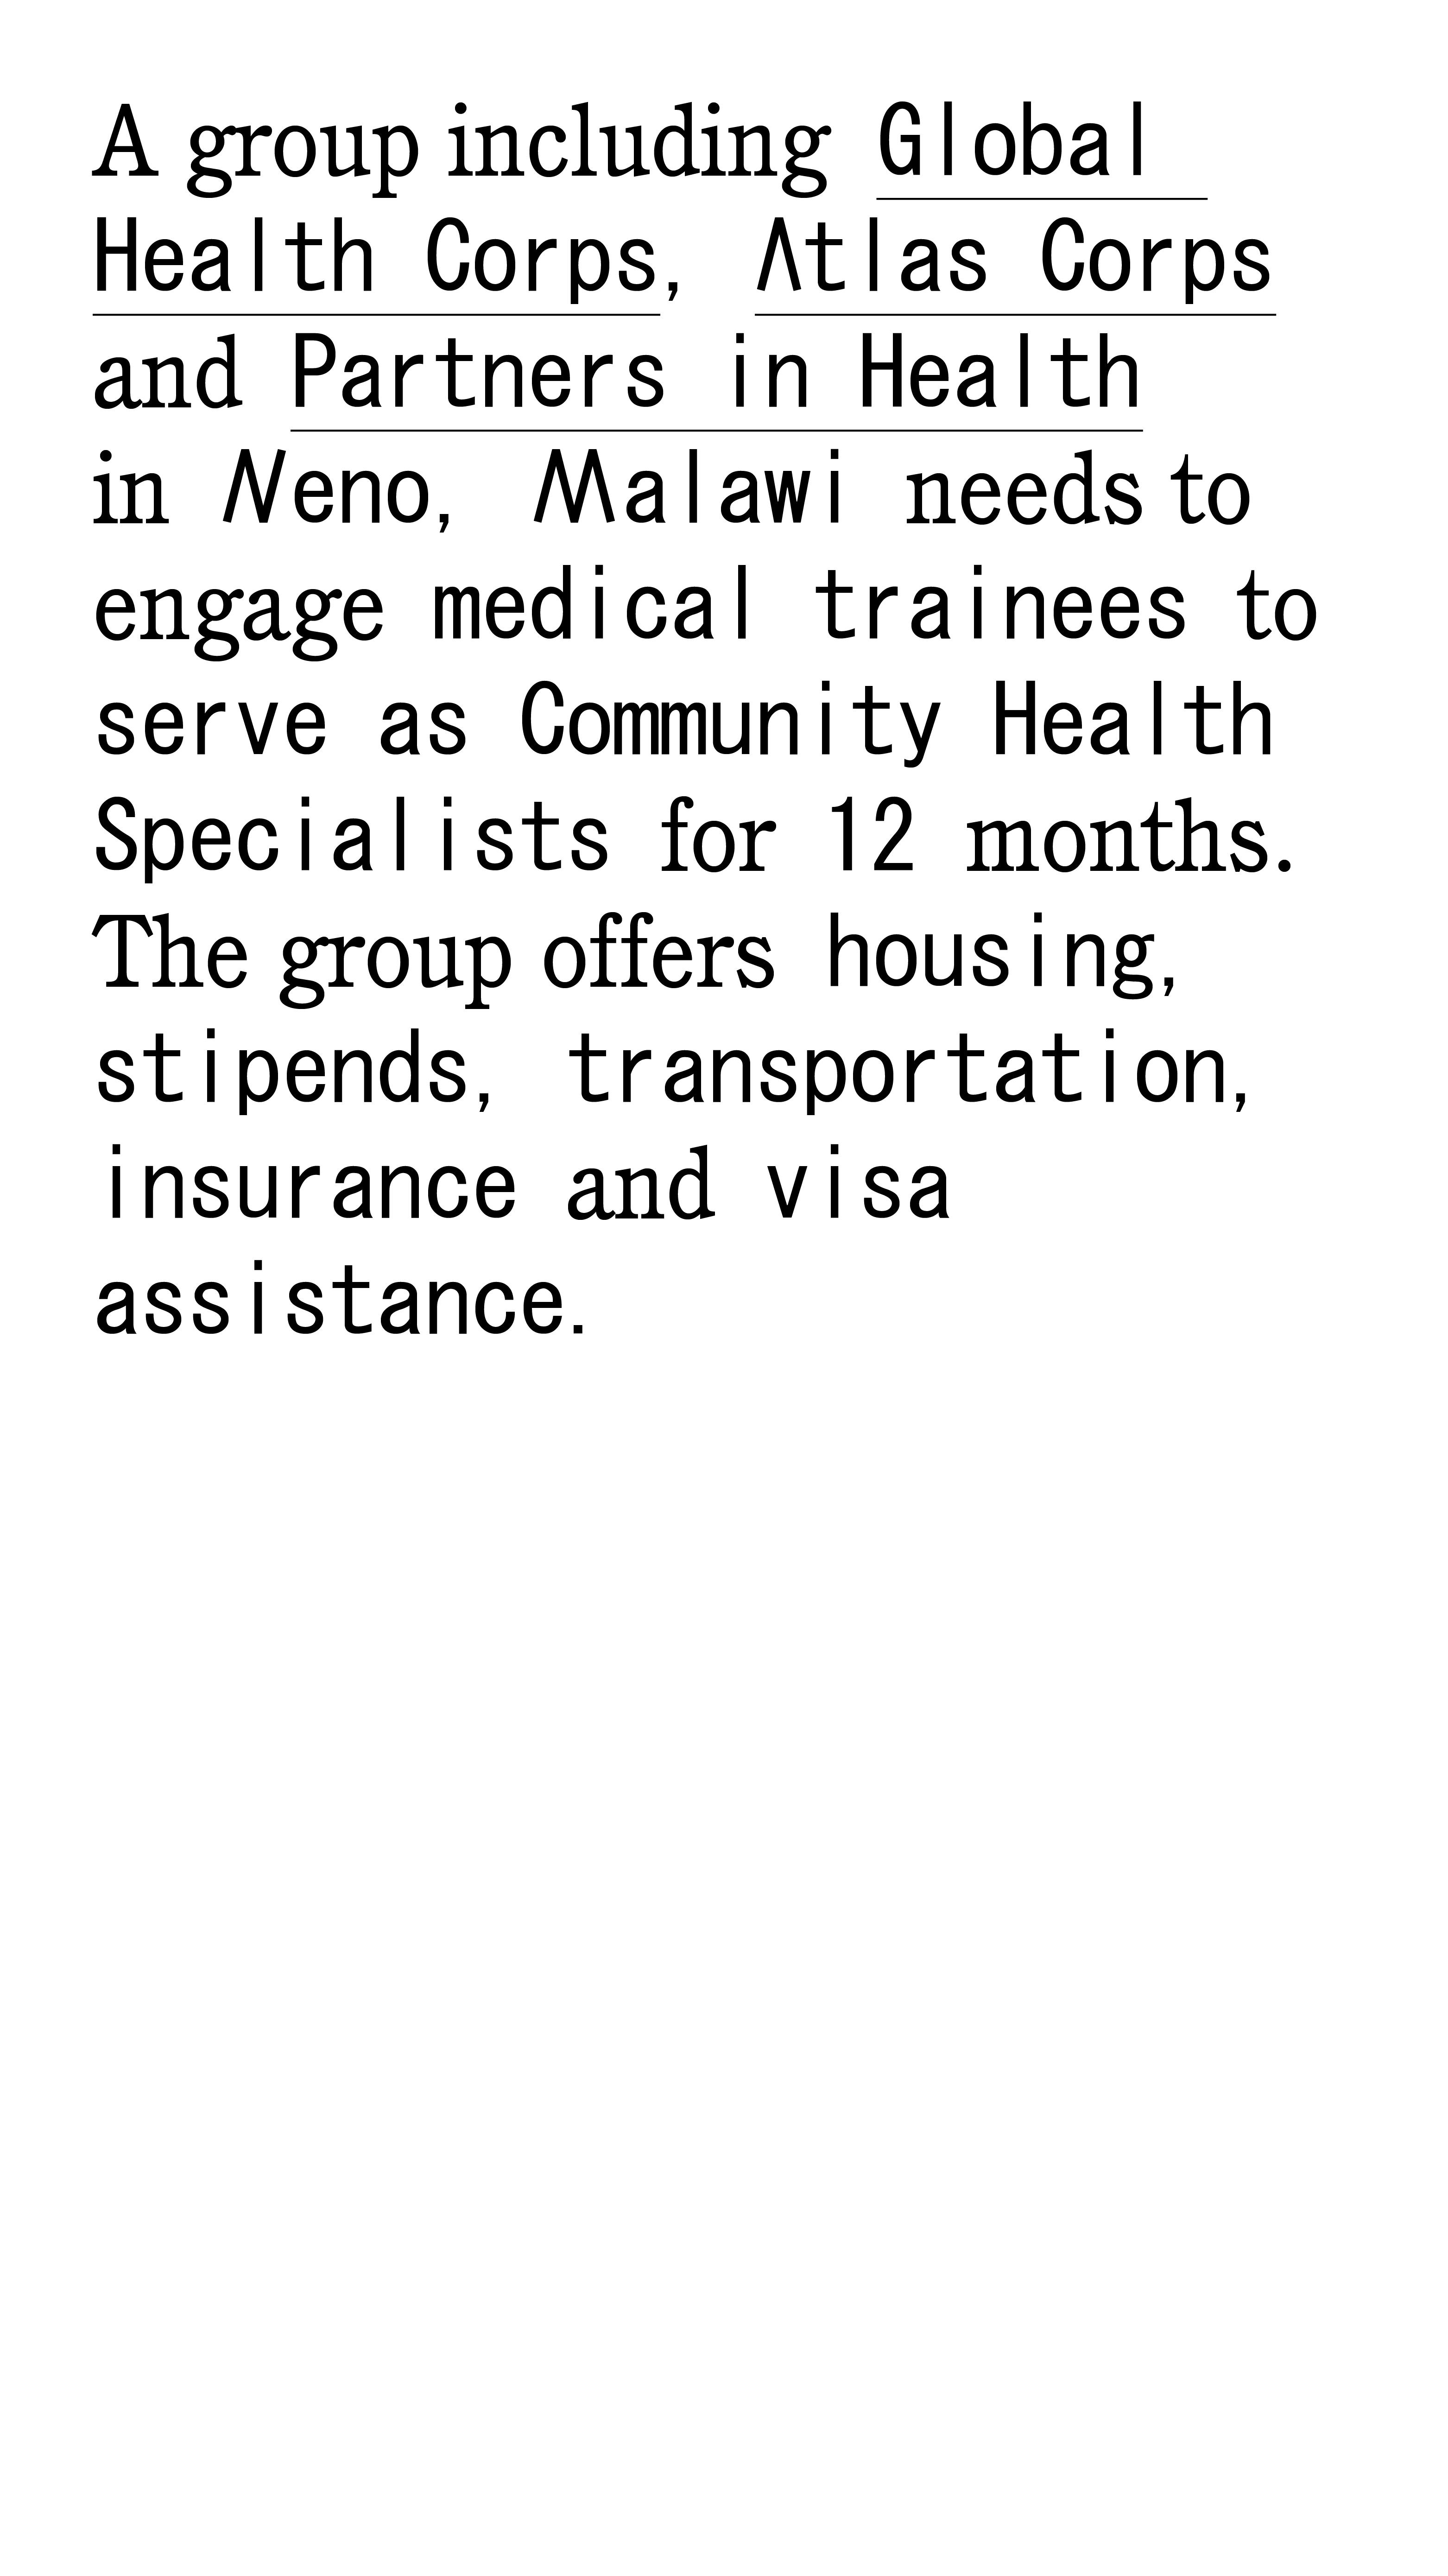 A group including Global
Health Corps, Atlas Corps
and Partners in Health
in Neno, Malawi needs to
engage medical trainees to
serve as Community Health
Specialists for 12 months.
The group offers housing,
stipends, transportation,
insurance and visa
assistance.